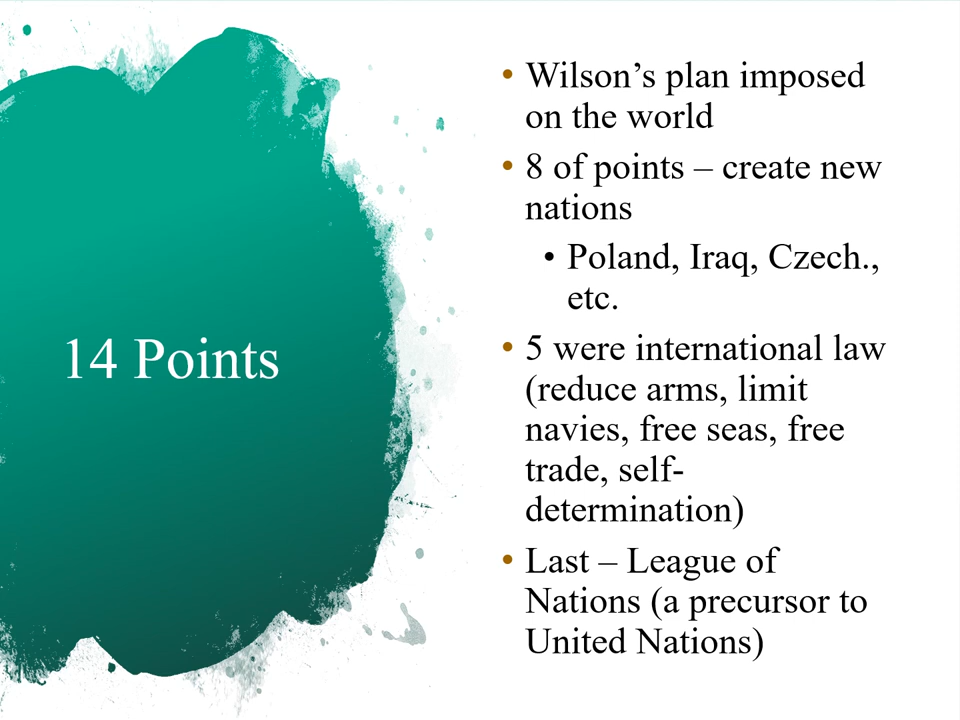 14 Points
• Wilson’s plan imposed
on the world
• 8 of points – create new
nations
• Poland, Iraq, Czech.,
etc.
• 5 were international law
(reduce arms, limit
navies, free seas, free
trade, self-
determination)
• Last – League of
Nations (a precursor to
United Nations)